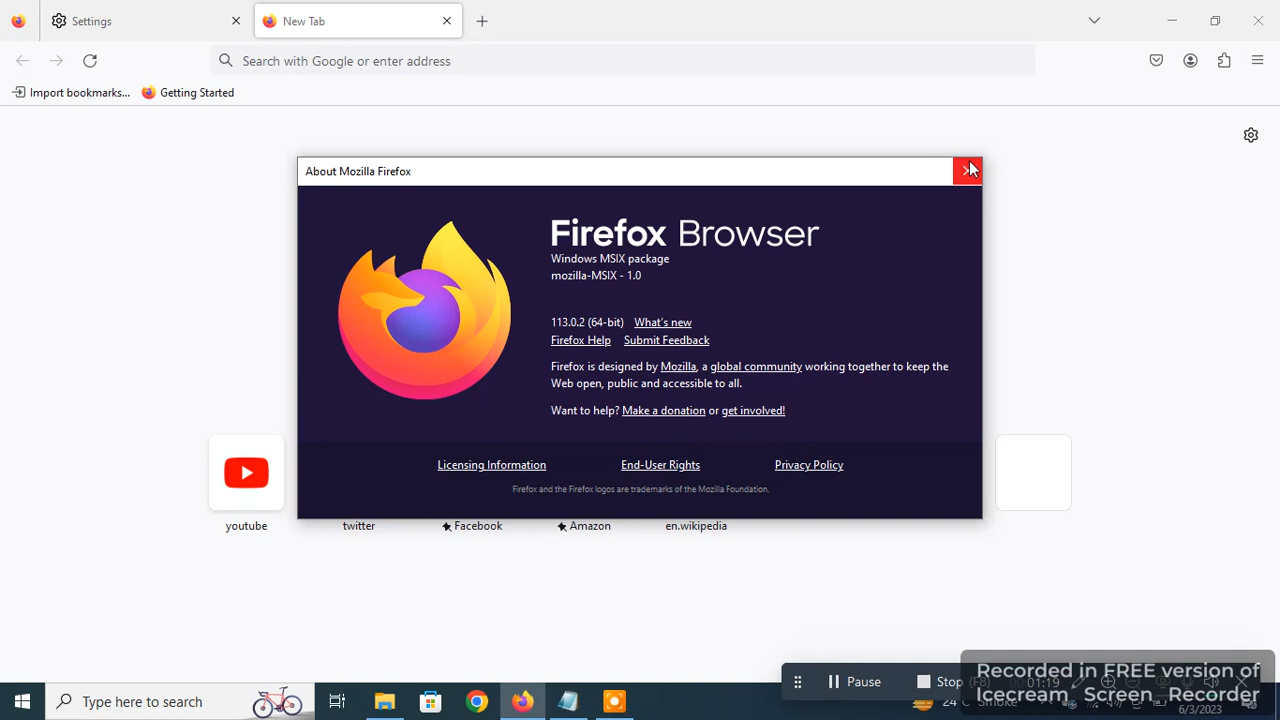 Settings
New Tab
Search with Google or enter address
Import bookmarks...
Getting Started
About Mozilla Firefox
Firefox Browser
Windows MSIX package
mozilla-MSIX - 1.0
113.0.2 (64-bit) What's new
Firefox Help Submit Feedback
Firefox is designed by Mozilla, a global community working together to keep the
Web open, public and accessible to all.
Want to help? Make a donation or get involved!
Licensing Information End-User Rights Privacy Policy
Firefox and the Firefox logos are trademarks of the Mozilla Foundation.
youtube
twitter
Facebook
Amazon
en.wikipedia
Pause
Stop (F8)
01:19
Recorded in FREE version of
Icecream Screen Recorder
Type here to search
24°C Smoke
6/3/2023